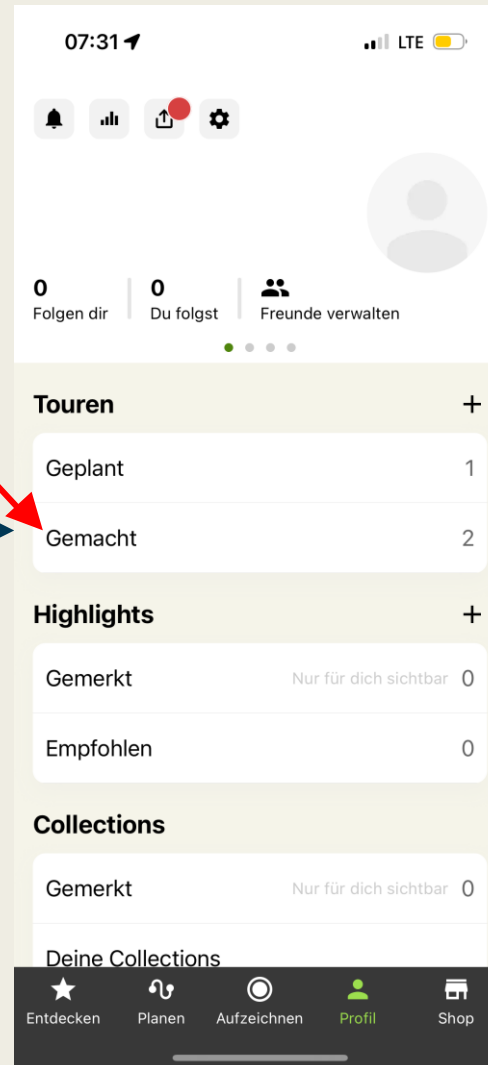 07:31 LTE
0 0
Folgen dir Du folgst Freunde verwalten
Touren +
Geplant 1
Gemacht 2
Highlights +
Gemerkt Nur für dich sichtbar 0
Empfohlen 0
Collections
Gemerkt Nur für dich sichtbar 0
Deine Collections
Entdecken Planen Aufzeichnen Profil Shop